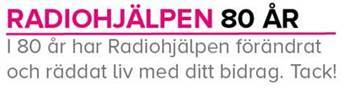 RADIOHJÄLPEN 80 ÅR
I 80 år har Radiohjälpen förändrat
och räddat liv med ditt bidrag. Tack!